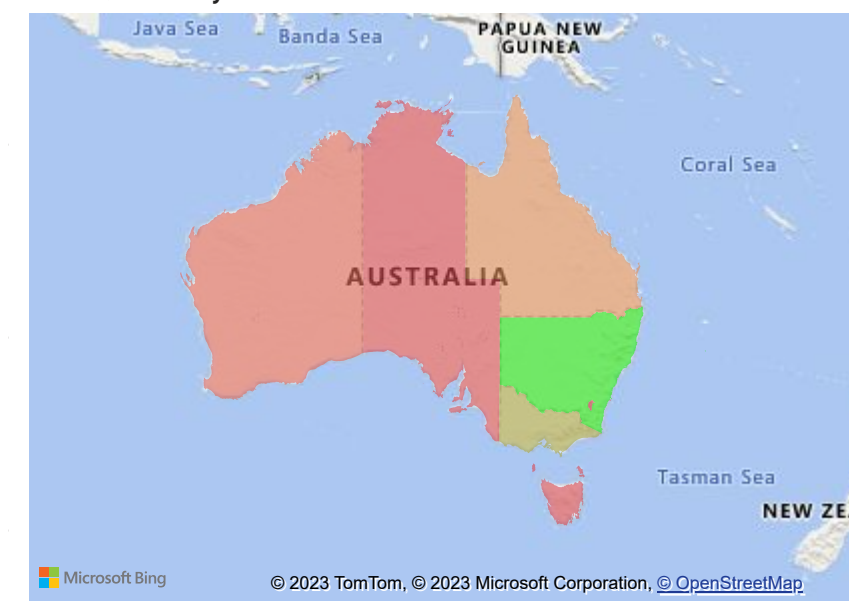 Java Sea
Banda Sea
PAPUA NEW
GUINEA
Coral Sea
AUSTRALIA
Tasman Sea
NEW ZE
Microsoft Bing
© 2023 TomTom, © 2023 Microsoft Corporation, © OpenStreetMap